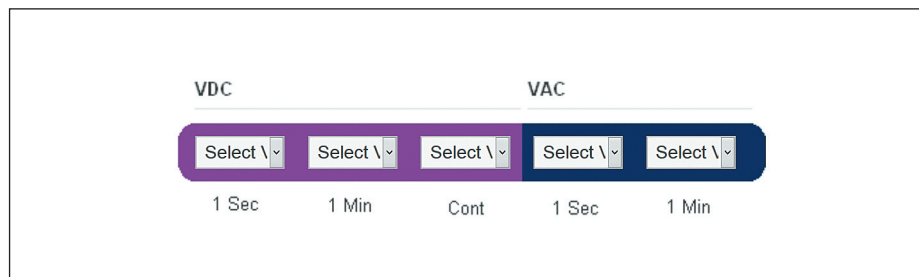 VDC VAC
Select \ Select \ Select \ Select \ Select \
1 Sec 1 Min Cont 1 Sec 1 Min